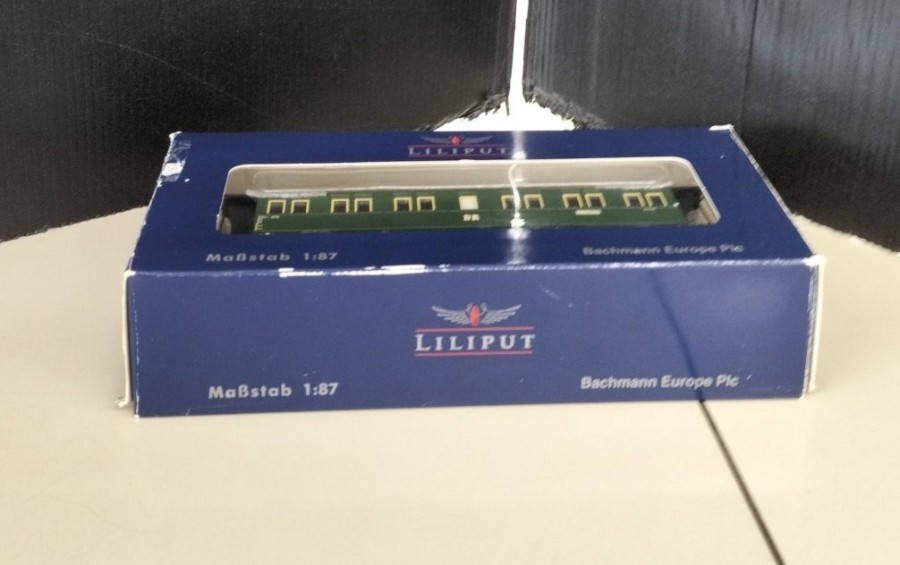 LILIPUT
Maßstab 1:87
Bachmann Europe Plc
LILIPUT
Maßstab 1:87
Bachmann Europe Plc